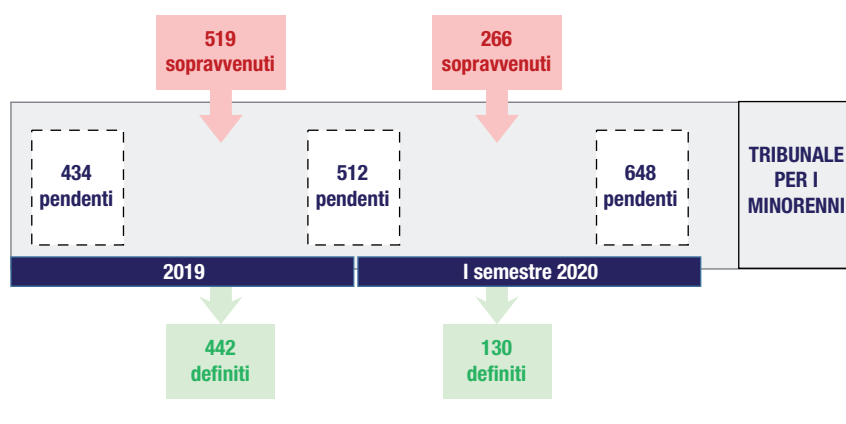 519
sopravvenuti
266
sopravvenuti
434
pendenti
512
pendenti
648
pendenti
TRIBUNALE
PER I
MINORENNI
2019
I semestre 2020
442
definiti
130
definiti